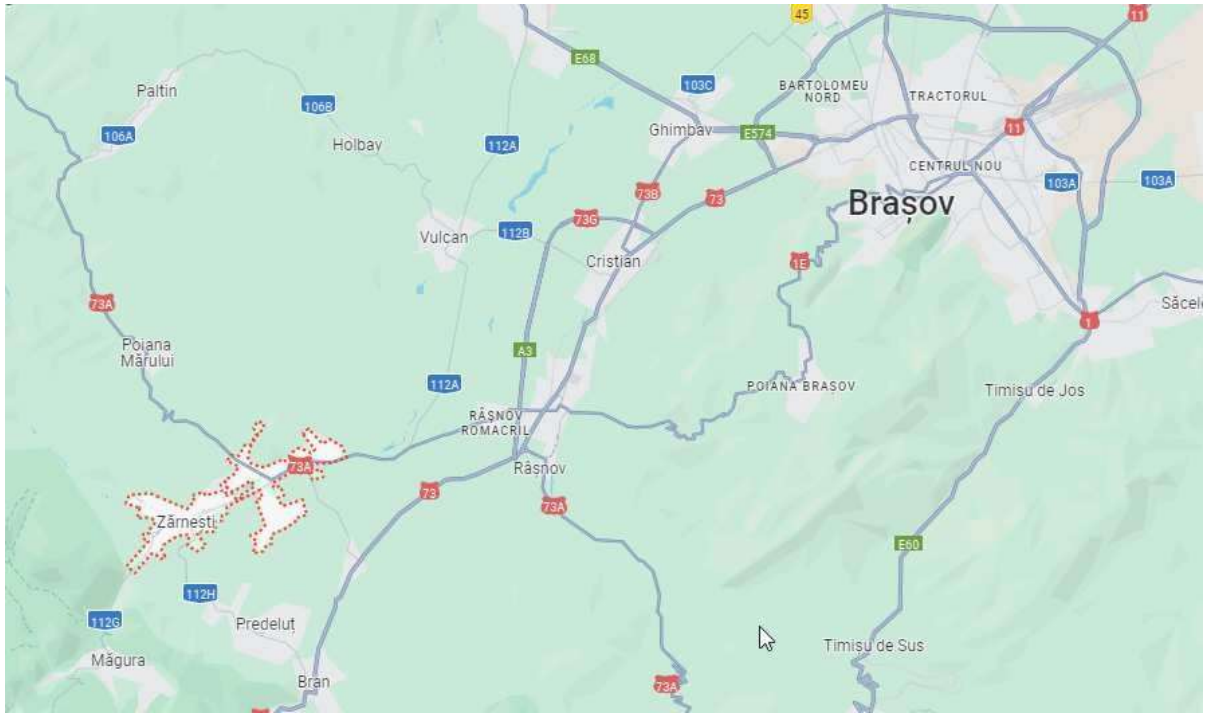 45
11
E68
Paltin
103C
BARTOLOMEU
NORD
TRACTORUL
106B
106A
Ghimbav
E574
11
Holbav
112A
CENTRUL NOU
103A
103A
73B
73
Brașov
73G
Vulcan
112B
Cristian
1E
73A
Săcele
1
A3
Poiana
Mărului
112A
POIANA BRAȘOV
Timișu de Jos
RÂȘNOV
ROMACRIL
73A
Râșnov
73
73A
Zărnești
E60
112H
112G
Predeluț
Timișu de Sus
Măgura
Bran
73A